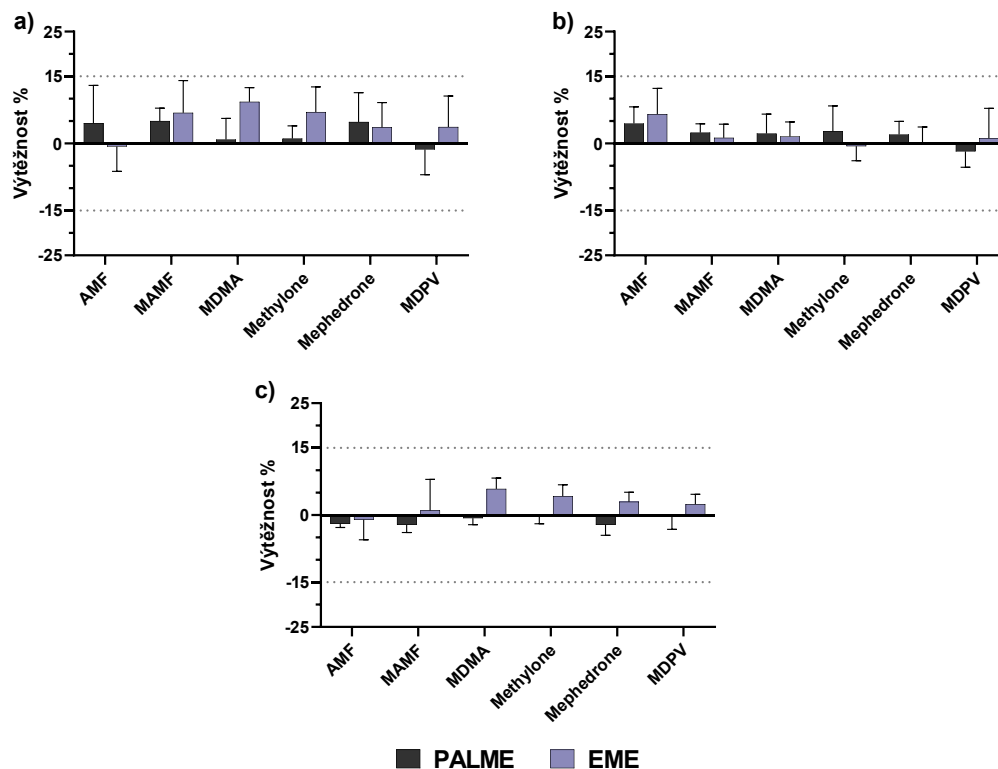 a)
Výtěžnost %
25
15
0
-15
-25
AMF
MAMF
MDMA
Methylone
Mephedrone
MDPV
b)
Výtěžnost %
25
15
0
-15
-25
AMF
MAMF
MDMA
Methylone
Mephedrone
MDPV
c)
Výtěžnost %
25
15
0
-15
-25
AMF
MAMF
MDMA
Methylone
Mephedrone
MDPV
PALME EME